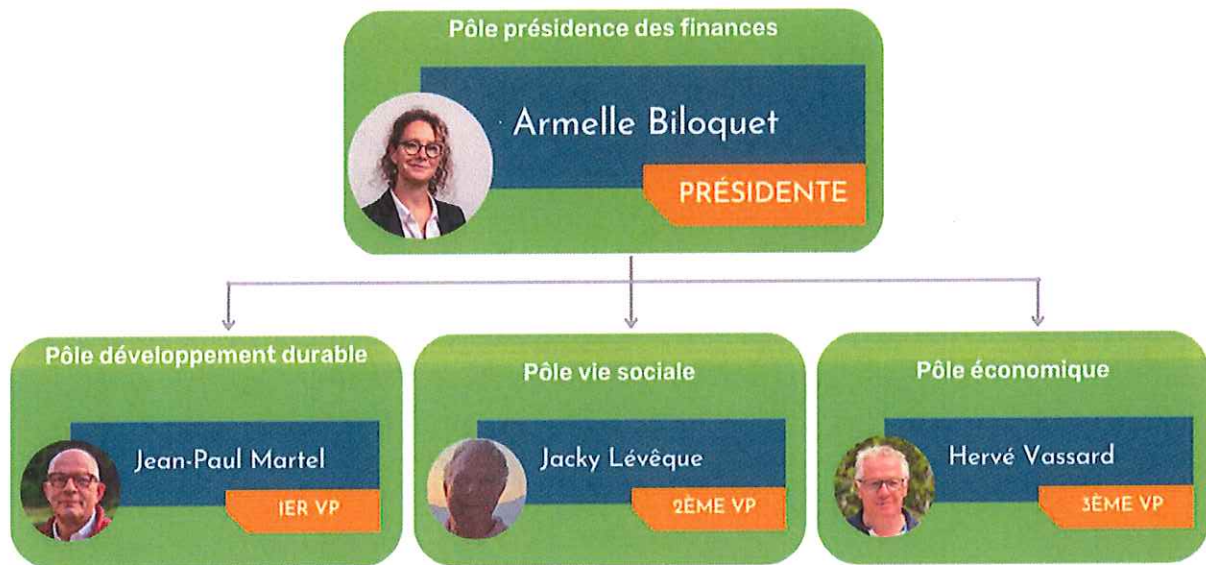 Pôle présidence des finances
Armelle Biloquet
PRÉSIDENTE
Pôle développement durable
Jean-Paul Martel
1ER VP
Pôle vie sociale
Jacky Lévêque
2ÈME VP
Pôle économique
Hervé Vassard
3ÈME VP